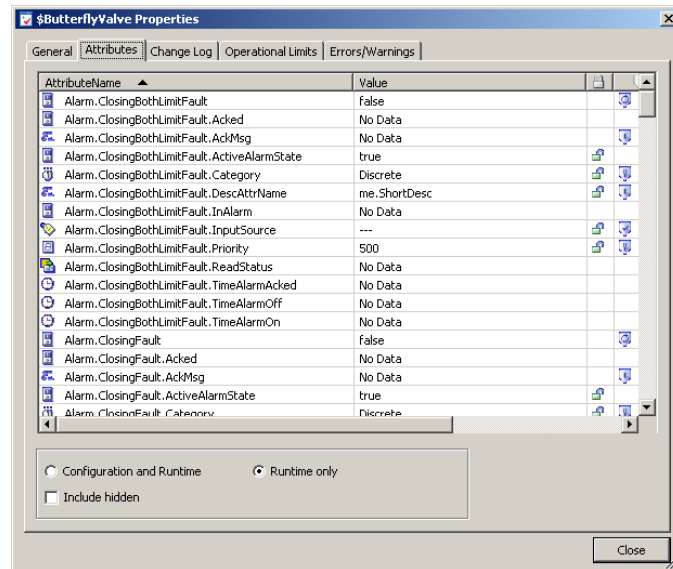 $ButterflyValve Properties
General Attributes Change Log Operational Limits Errors/Warnings
AttributeName Value
Alarm.ClosingBothLimitFault false
Alarm.ClosingBothLimitFault.Acked No Data
Alarm.ClosingBothLimitFault.AckMsg No Data
Alarm.ClosingBothLimitFault.ActiveAlarmState true
Alarm.ClosingBothLimitFault.Category Discrete
Alarm.ClosingBothLimitFault.DescAttrName me.ShortDesc
Alarm.ClosingBothLimitFault.InAlarm No Data
Alarm.ClosingBothLimitFault.InputSource ---
Alarm.ClosingBothLimitFault.Priority 500
Alarm.ClosingBothLimitFault.ReadStatus No Data
Alarm.ClosingBothLimitFault.TimeAlarmAcked No Data
Alarm.ClosingBothLimitFault.TimeAlarmOff No Data
Alarm.ClosingBothLimitFault.TimeAlarmOn No Data
Alarm.ClosingFault false
Alarm.ClosingFault.Acked No Data
Alarm.ClosingFault.AckMsg No Data
Alarm.ClosingFault.ActiveAlarmState true
Alarm.ClosingFault.Category Discrete
Configuration and Runtime Runtime only
Include hidden
Close